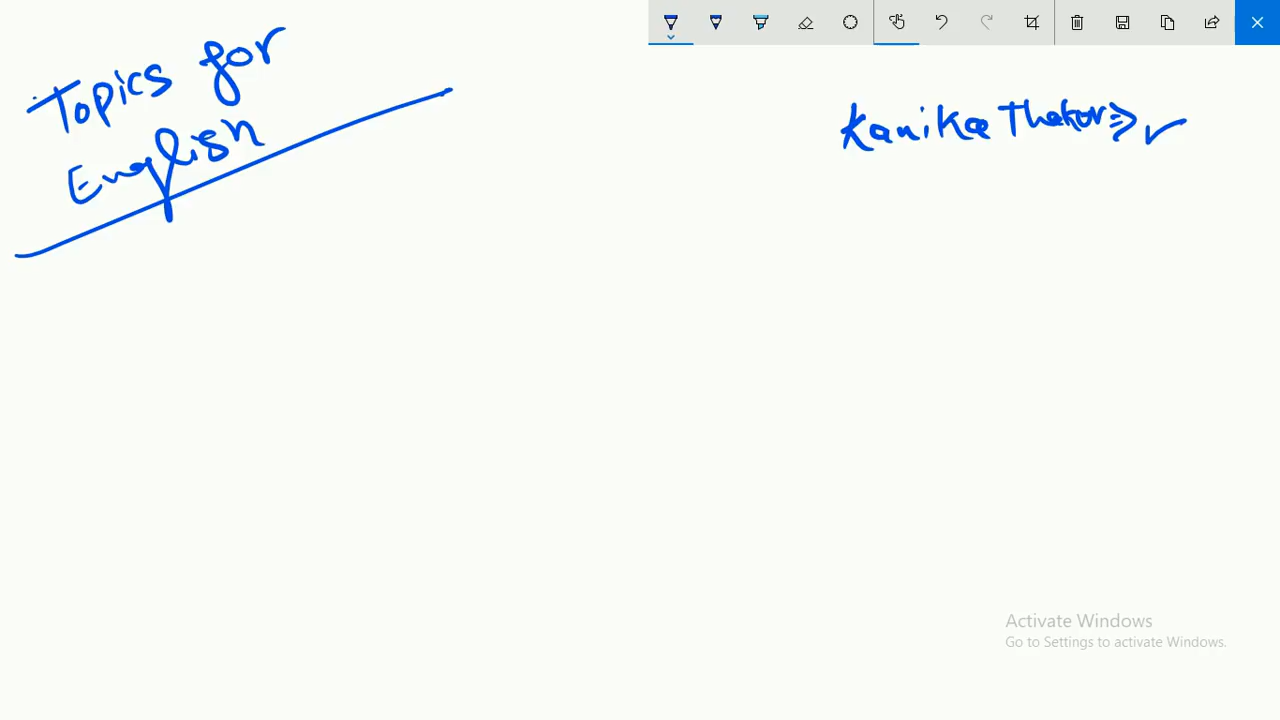 Topics for
English
Kanika Thakur ⇒ ✓
Activate Windows
Go to Settings to activate Windows.